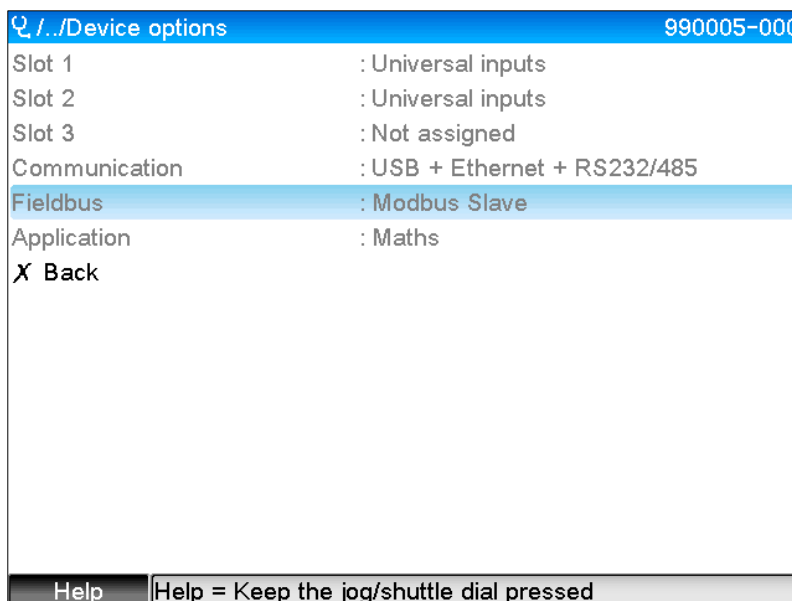 /../Device options 990005-000
Slot 1 : Universal inputs
Slot 2 : Universal inputs
Slot 3 : Not assigned
Communication : USB + Ethernet + RS232/485
Fieldbus : Modbus Slave
Application : Maths
X Back
Help Help = Keep the jog/shuttle dial pressed